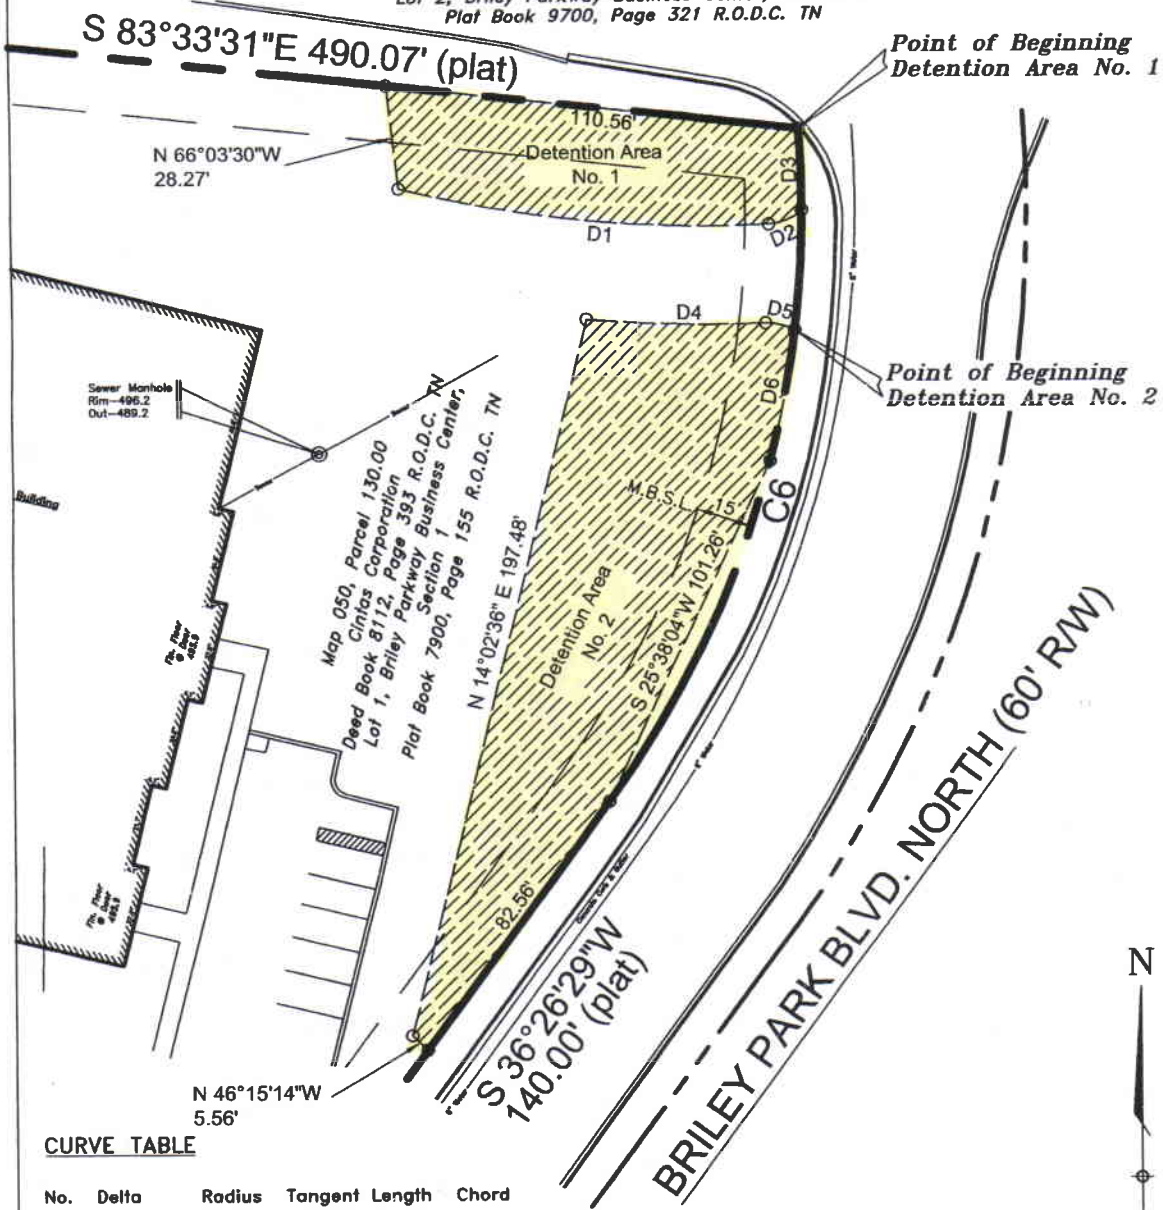 Plat Book 9700, Page 321 R.O.D.C. TN
S 83°33'31"E 490.07' (plat)
Point of Beginning
Detention Area No. 1
110.56'
N 66°03'30"W
28.27'
Detention Area
No. 1
D3
D1
D2
D4
D5
D6
Point of Beginning
Detention Area No. 2
Sewer Manhole
Rim-496.2
Out-489.2
Building
Map 050, Parcel 130.00
Cintas Corporation
Deed Book 8112, Page 393 R.O.D.C. TN
Lot 1, Briley Parkway Business Center,
Section 1
Plat Book 7900, Page 155 R.O.D.C. TN
N 14°02'36" E 197.48'
M.B.S.L. 15'
C6
Detention Area
No. 2
S 25°38'04"W 101.26'
Fin. Floor
@ Door
Fin. Floor
@ Door
82.56'
S 36°26'29"W
140.00' (plat)
BRILEY PARK BLVD. NORTH (60' R/W)
N
N 46°15'14"W
5.56'
CURVE TABLE
No. Delta Radius Tangent Length Chord